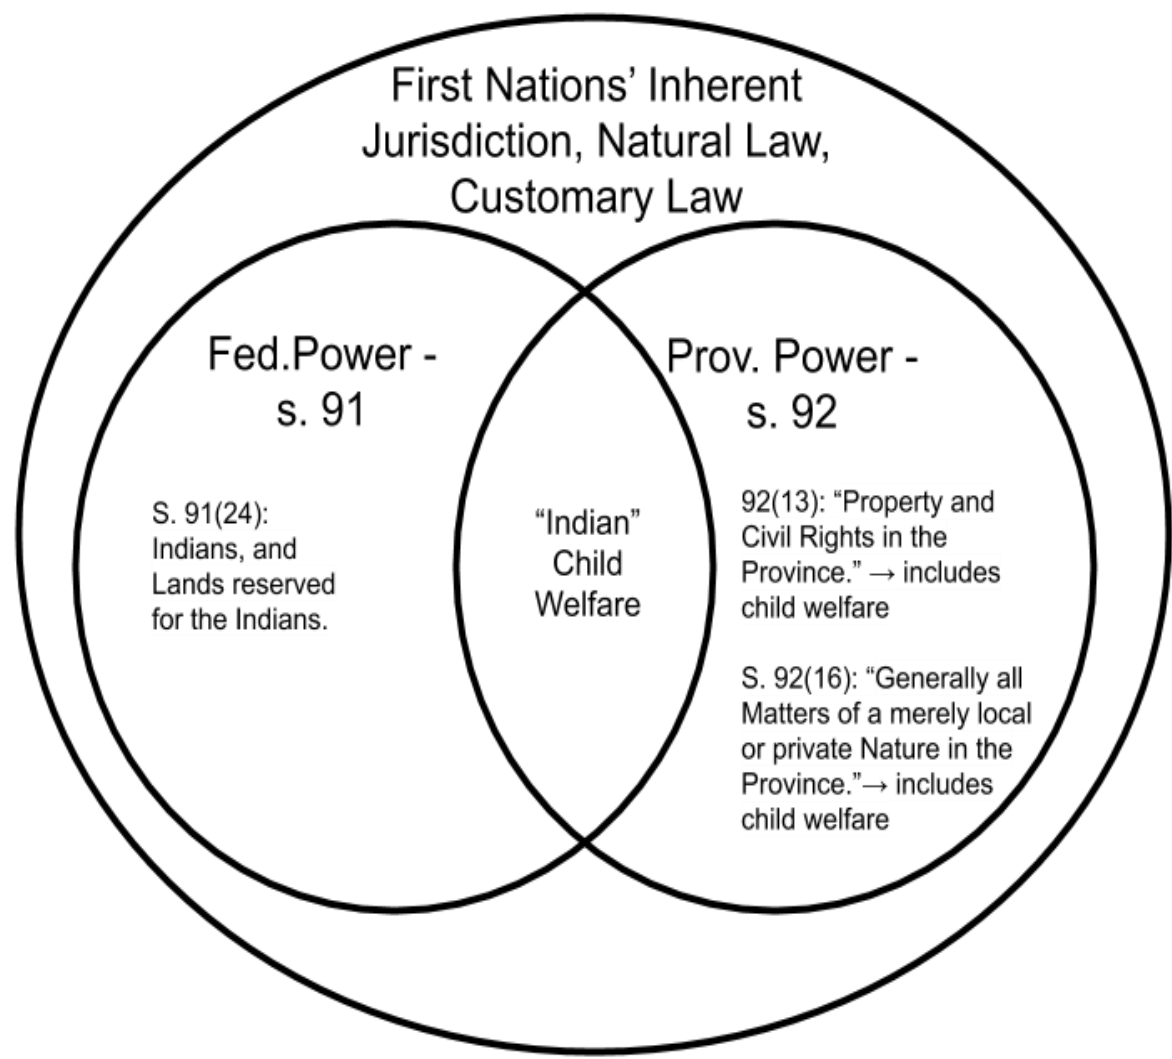 First Nations’ Inherent
Jurisdiction, Natural Law,
Customary Law
Fed.Power -
s. 91
S. 91(24):
Indians, and
Lands reserved
for the Indians.
“Indian”
Child
Welfare
Prov. Power -
s. 92
92(13): “Property and
Civil Rights in the
Province.” → includes
child welfare
S. 92(16): “Generally all
Matters of a merely local
or private Nature in the
Province.”→ includes
child welfare